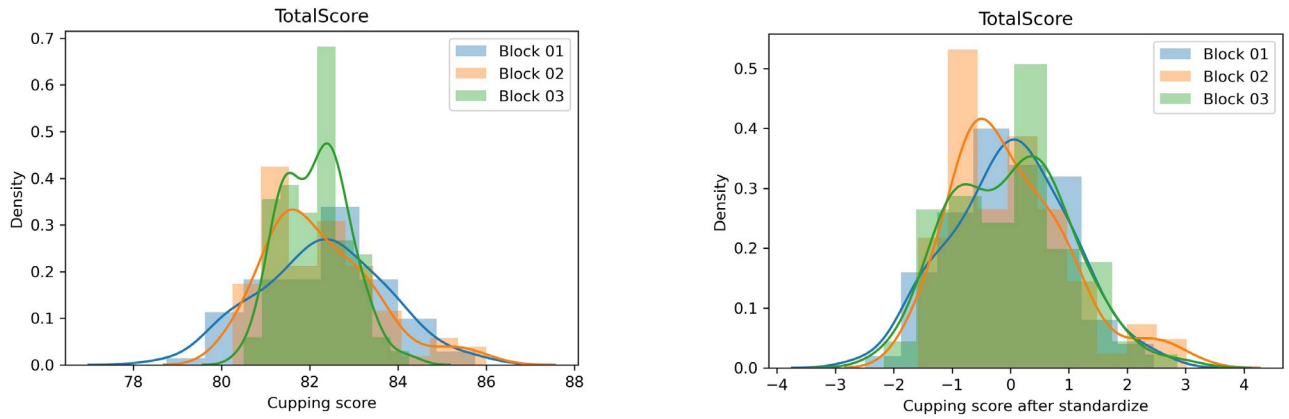 TotalScore
0.7
0.6
0.5
0.4
0.3
0.2
0.1
0.0
Density
Block 01
Block 02
Block 03
78 80 82 84 86 88
Cupping score
TotalScore
0.5
0.4
0.3
0.2
0.1
0.0
Density
Block 01
Block 02
Block 03
−4 −3 −2 −1 0 1 2 3 4
Cupping score after standardize